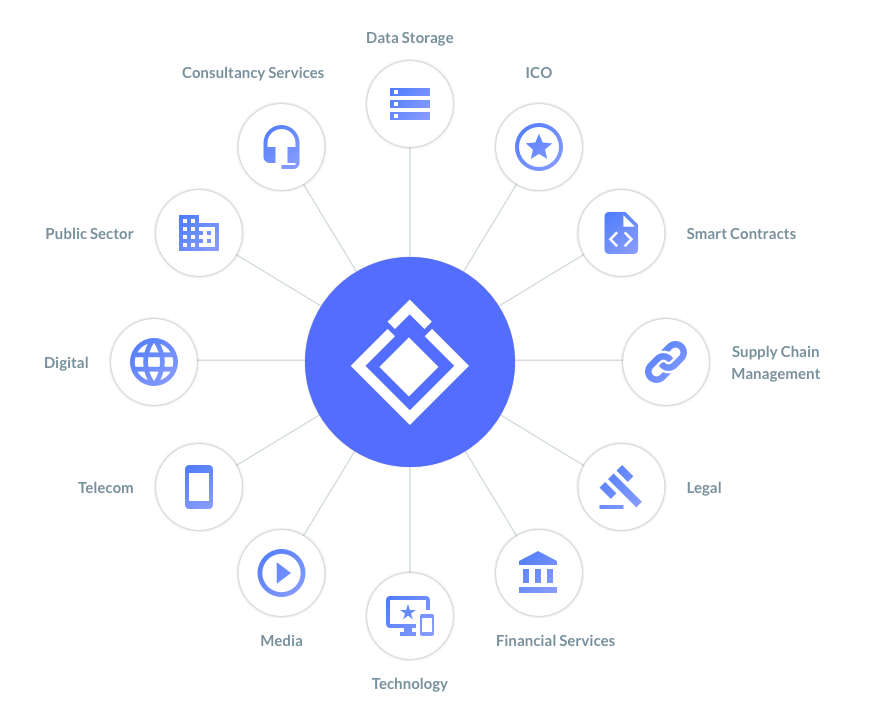 Data Storage
Consultancy Services
ICO
Public Sector
Smart Contracts
Digital
Supply Chain
Management
Telecom
Legal
Media
Financial Services
Technology